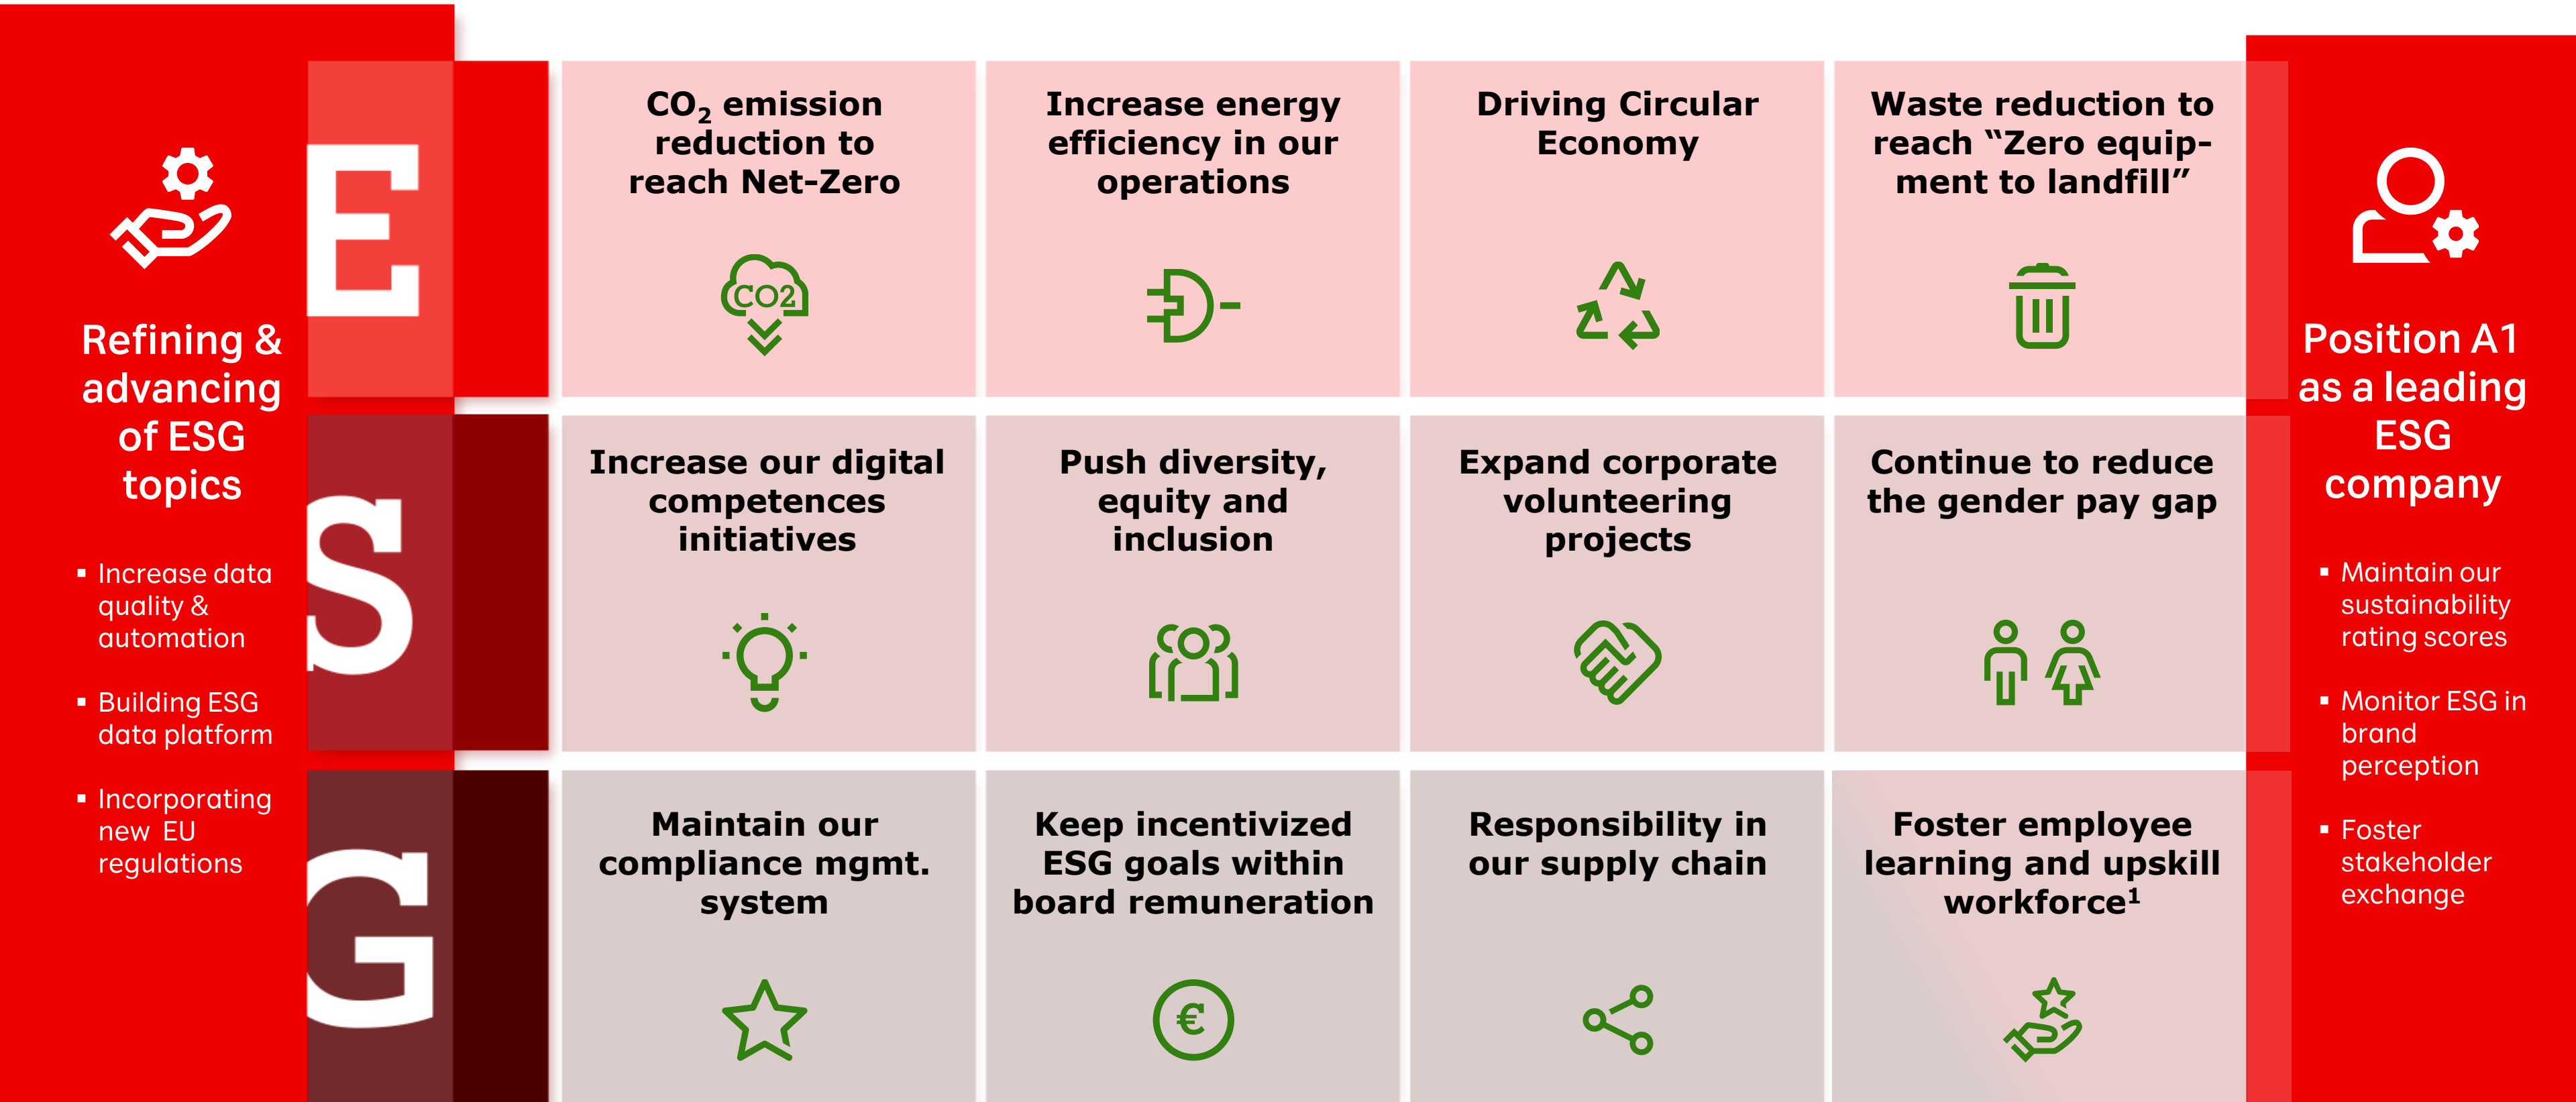 Refining &
advancing
of ESG
topics
▪ Increase data
quality &
automation
▪ Building ESG
data platform
▪ Incorporating
new EU
regulations
E
CO₂ emission
reduction to
reach Net-Zero
CO2
Increase energy
efficiency in our
operations
Driving Circular
Economy
Waste reduction to
reach “Zero equip-
ment to landfill”
S
Increase our digital
competences
initiatives
Push diversity,
equity and
inclusion
Expand corporate
volunteering
projects
Continue to reduce
the gender pay gap
G
Maintain our
compliance mgmt.
system
Keep incentivized
ESG goals within
board remuneration
€
Responsibility in
our supply chain
Foster employee
learning and upskill
workforce¹
Position A1
as a leading
ESG
company
▪ Maintain our
sustainability
rating scores
▪ Monitor ESG in
brand
perception
▪ Foster
stakeholder
exchange